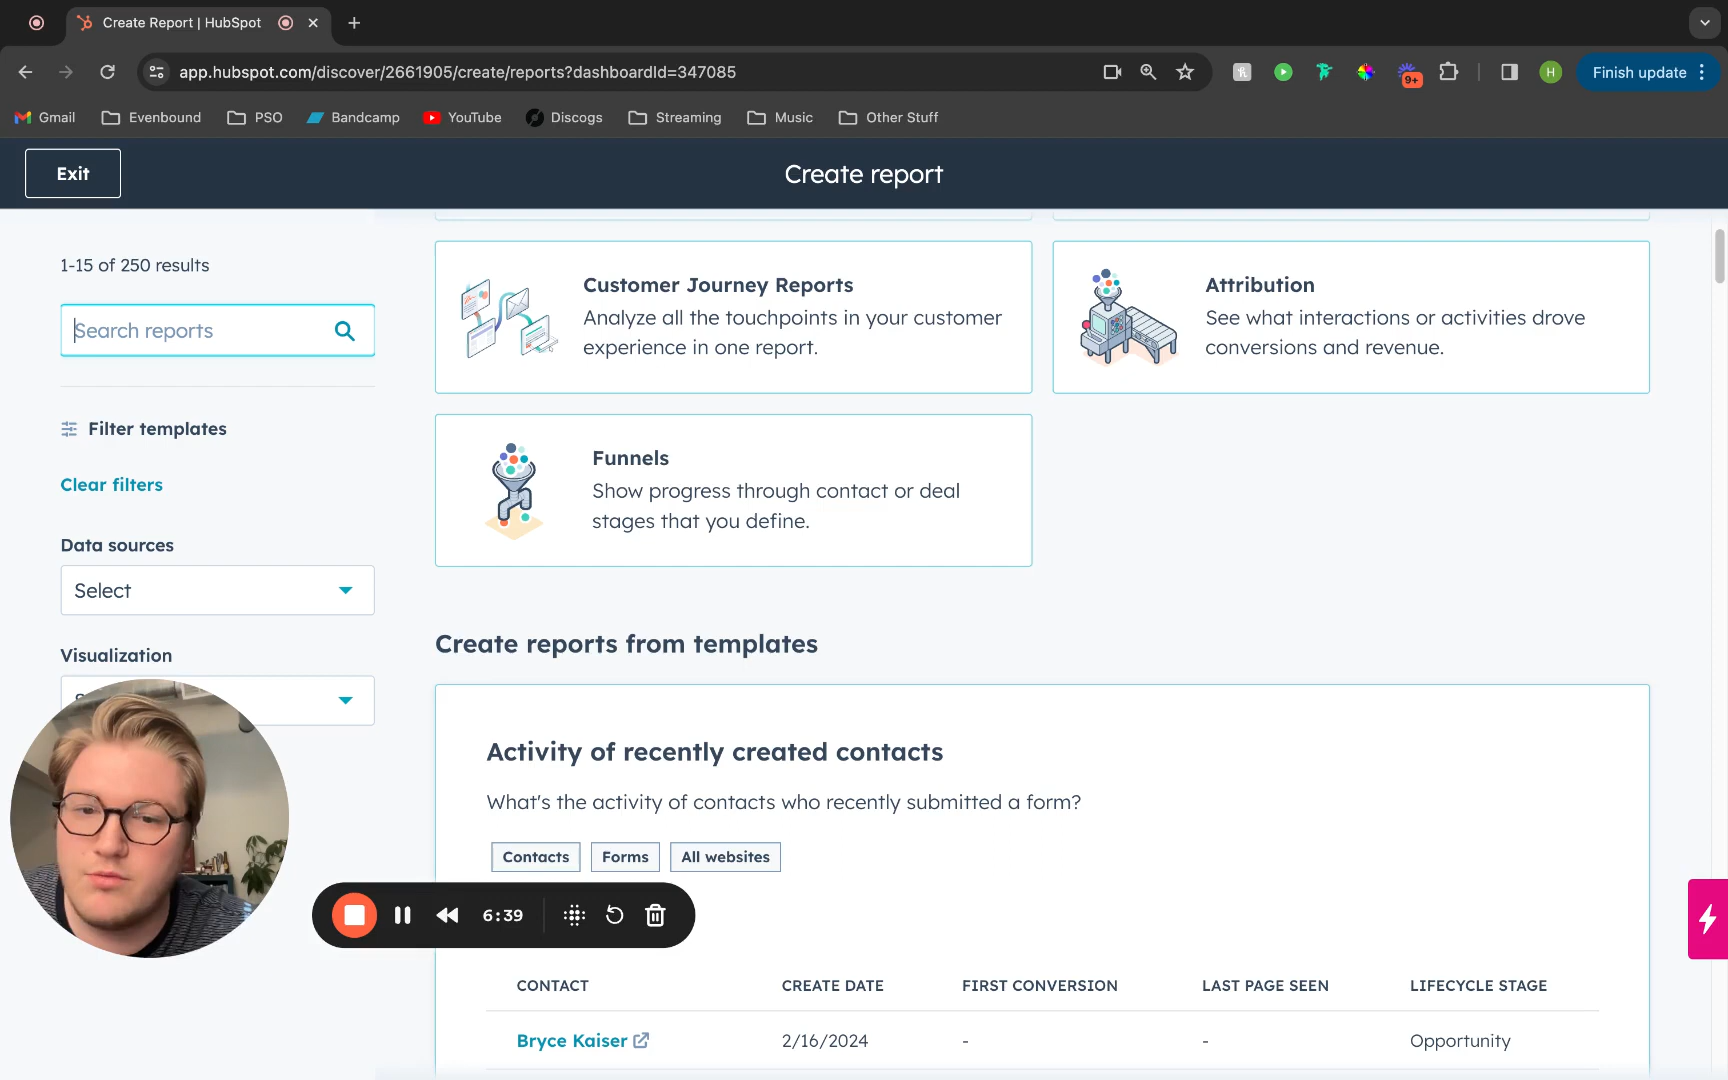 Create Report | HubSpot
app.hubspot.com/discover/2661905/create/reports?dashboardId=347085
9+
H
Finish update
Gmail
Evenbound
PSO
Bandcamp
YouTube
Discogs
Streaming
Music
Other Stuff
Exit
Create report
1-15 of 250 results
Search reports
Filter templates
Clear filters
Data sources
Select
Visualization
Customer Journey Reports
Analyze all the touchpoints in your customer
experience in one report.
Attribution
See what interactions or activities drove
conversions and revenue.
Funnels
Show progress through contact or deal
stages that you define.
Create reports from templates
Activity of recently created contacts
What's the activity of contacts who recently submitted a form?
Contacts
Forms
All websites
6:39
CONTACT
CREATE DATE
FIRST CONVERSION
LAST PAGE SEEN
LIFECYCLE STAGE
Bryce Kaiser
2/16/2024
-
-
Opportunity